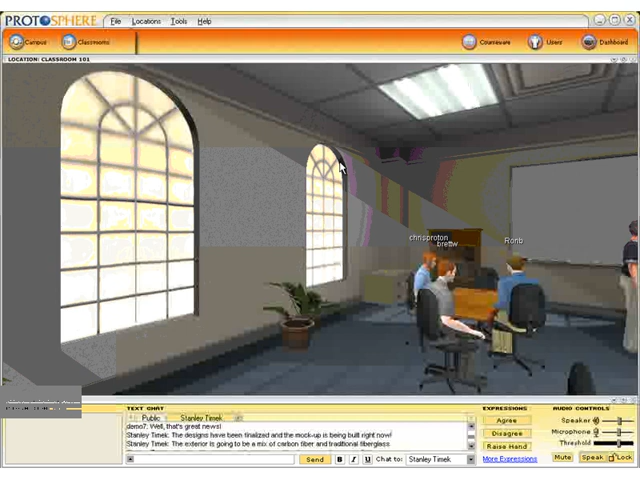 PROTOSPHERE File Locations Tools Help
Campus Classrooms Courseware Users Dashboard
LOCATION: CLASSROOM 101
chrisproton
brettw
Ronb
TEXT CHAT
Public Stanley Timek
demo7: Well, that's great news!
Stanley Timek: The designs have been finalized and the mock-up is being built right now!
Stanley Timek: The exterior is going to be a mix of carbon fiber and traditional fiberglass
Send B I U Chat to: Stanley Timek
EXPRESSIONS
Agree
Disagree
Raise Hand
More Expressions
AUDIO CONTROLS
Speaker
Microphone
Threshold
Mute Speak Lock